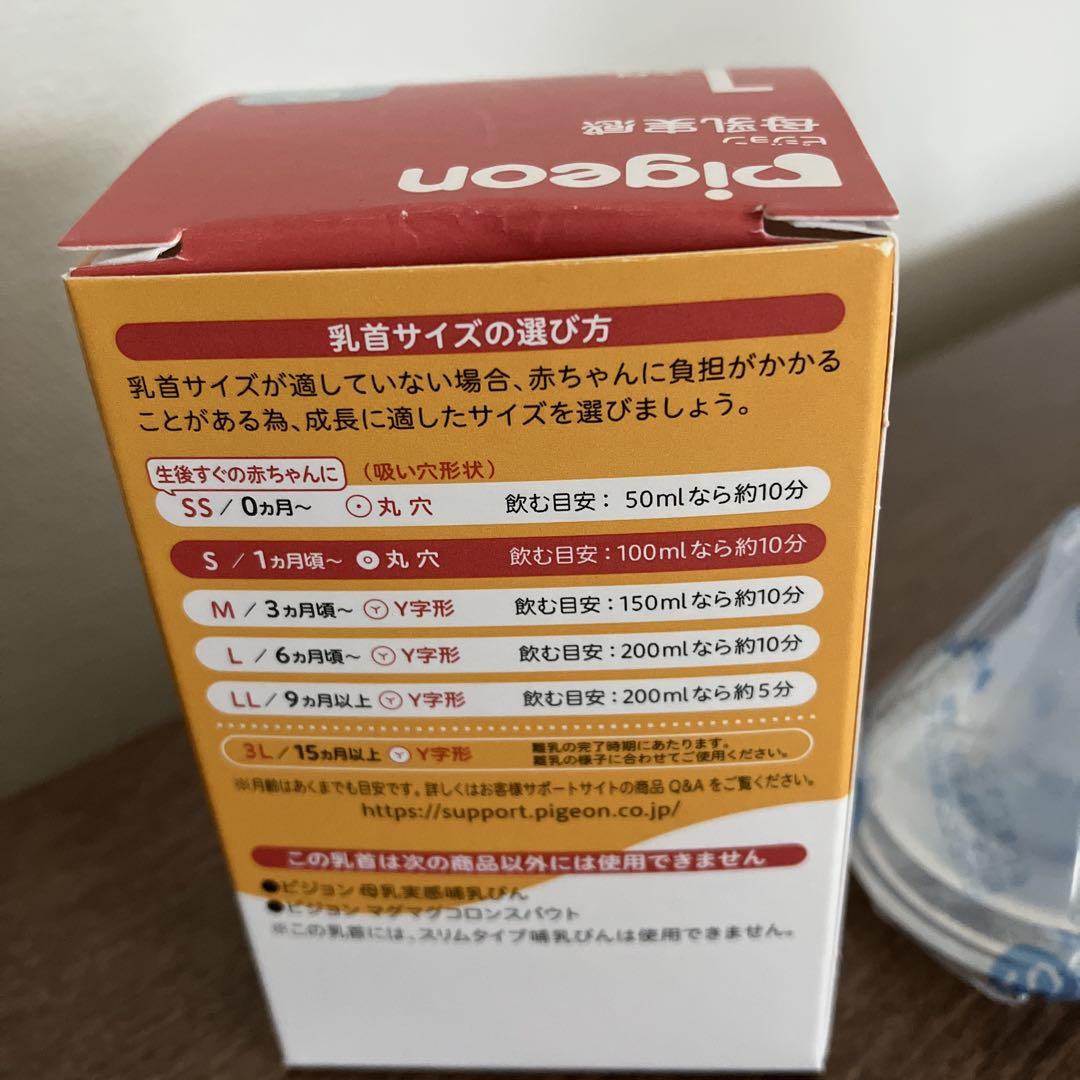 Pigeon
ピジョン
母乳実感
乳首サイズの選び方
乳首サイズが適していない場合、赤ちゃんに負担がかかる
ことがある為、成長に適したサイズを選びましょう。
生後すぐの赤ちゃんに (吸い穴形状)
SS / 0ヵ月～ 丸穴 飲む目安： 50mlなら約10分
S / 1ヵ月頃～ 丸穴 飲む目安：100mlなら約10分
M / 3ヵ月頃～ Y字形 飲む目安：150mlなら約10分
L / 6ヵ月頃～ Y字形 飲む目安：200mlなら約10分
LL / 9ヵ月以上 Y字形 飲む目安：200mlなら約5分
3L / 15ヵ月以上 Y字形 離乳の完了時期にあたります。
離乳の様子に合わせてご使用ください。
※月齢はあくまでも目安です。詳しくはお客様サポートサイトの商品 Q&A をご覧ください。
https://support.pigeon.co.jp/
この乳首は次の商品以外には使用できません
●ピジョン 母乳実感哺乳びん
●ピジョン マグマグコロンスパウト
※この乳首には、スリムタイプ哺乳びんは使用できません。